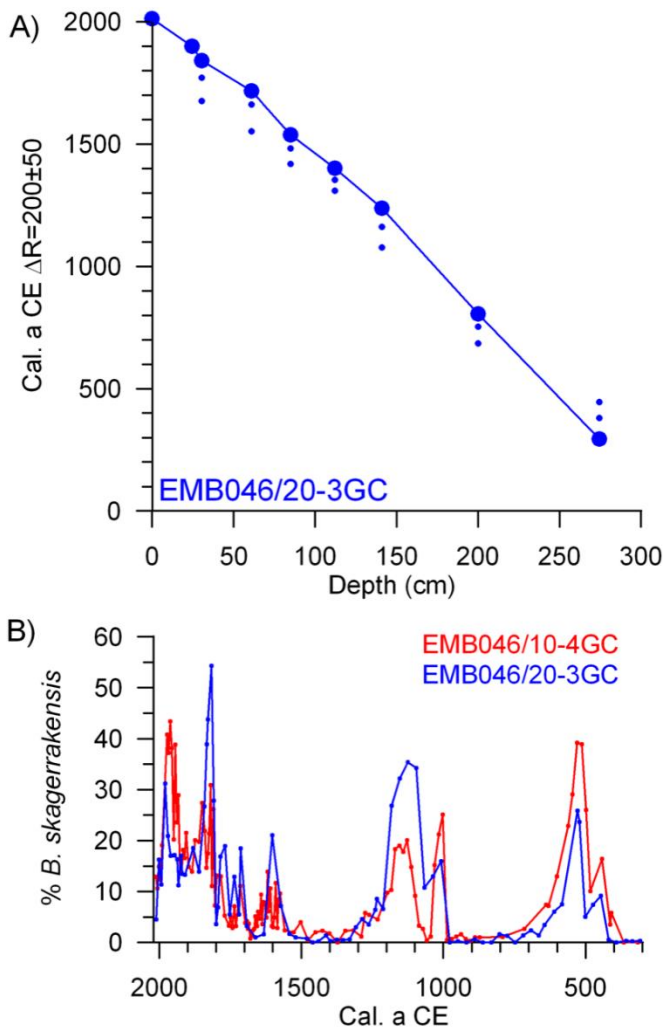 A)
Cal. a CE ΔR=200±50
2000
1500
1000
500
0
EMB046/20-3GC
0 50 100 150 200 250 300
Depth (cm)
B)
% B. skagerrakensis
60
50
40
30
20
10
0
EMB046/10-4GC
EMB046/20-3GC
2000 1500 1000 500
Cal. a CE